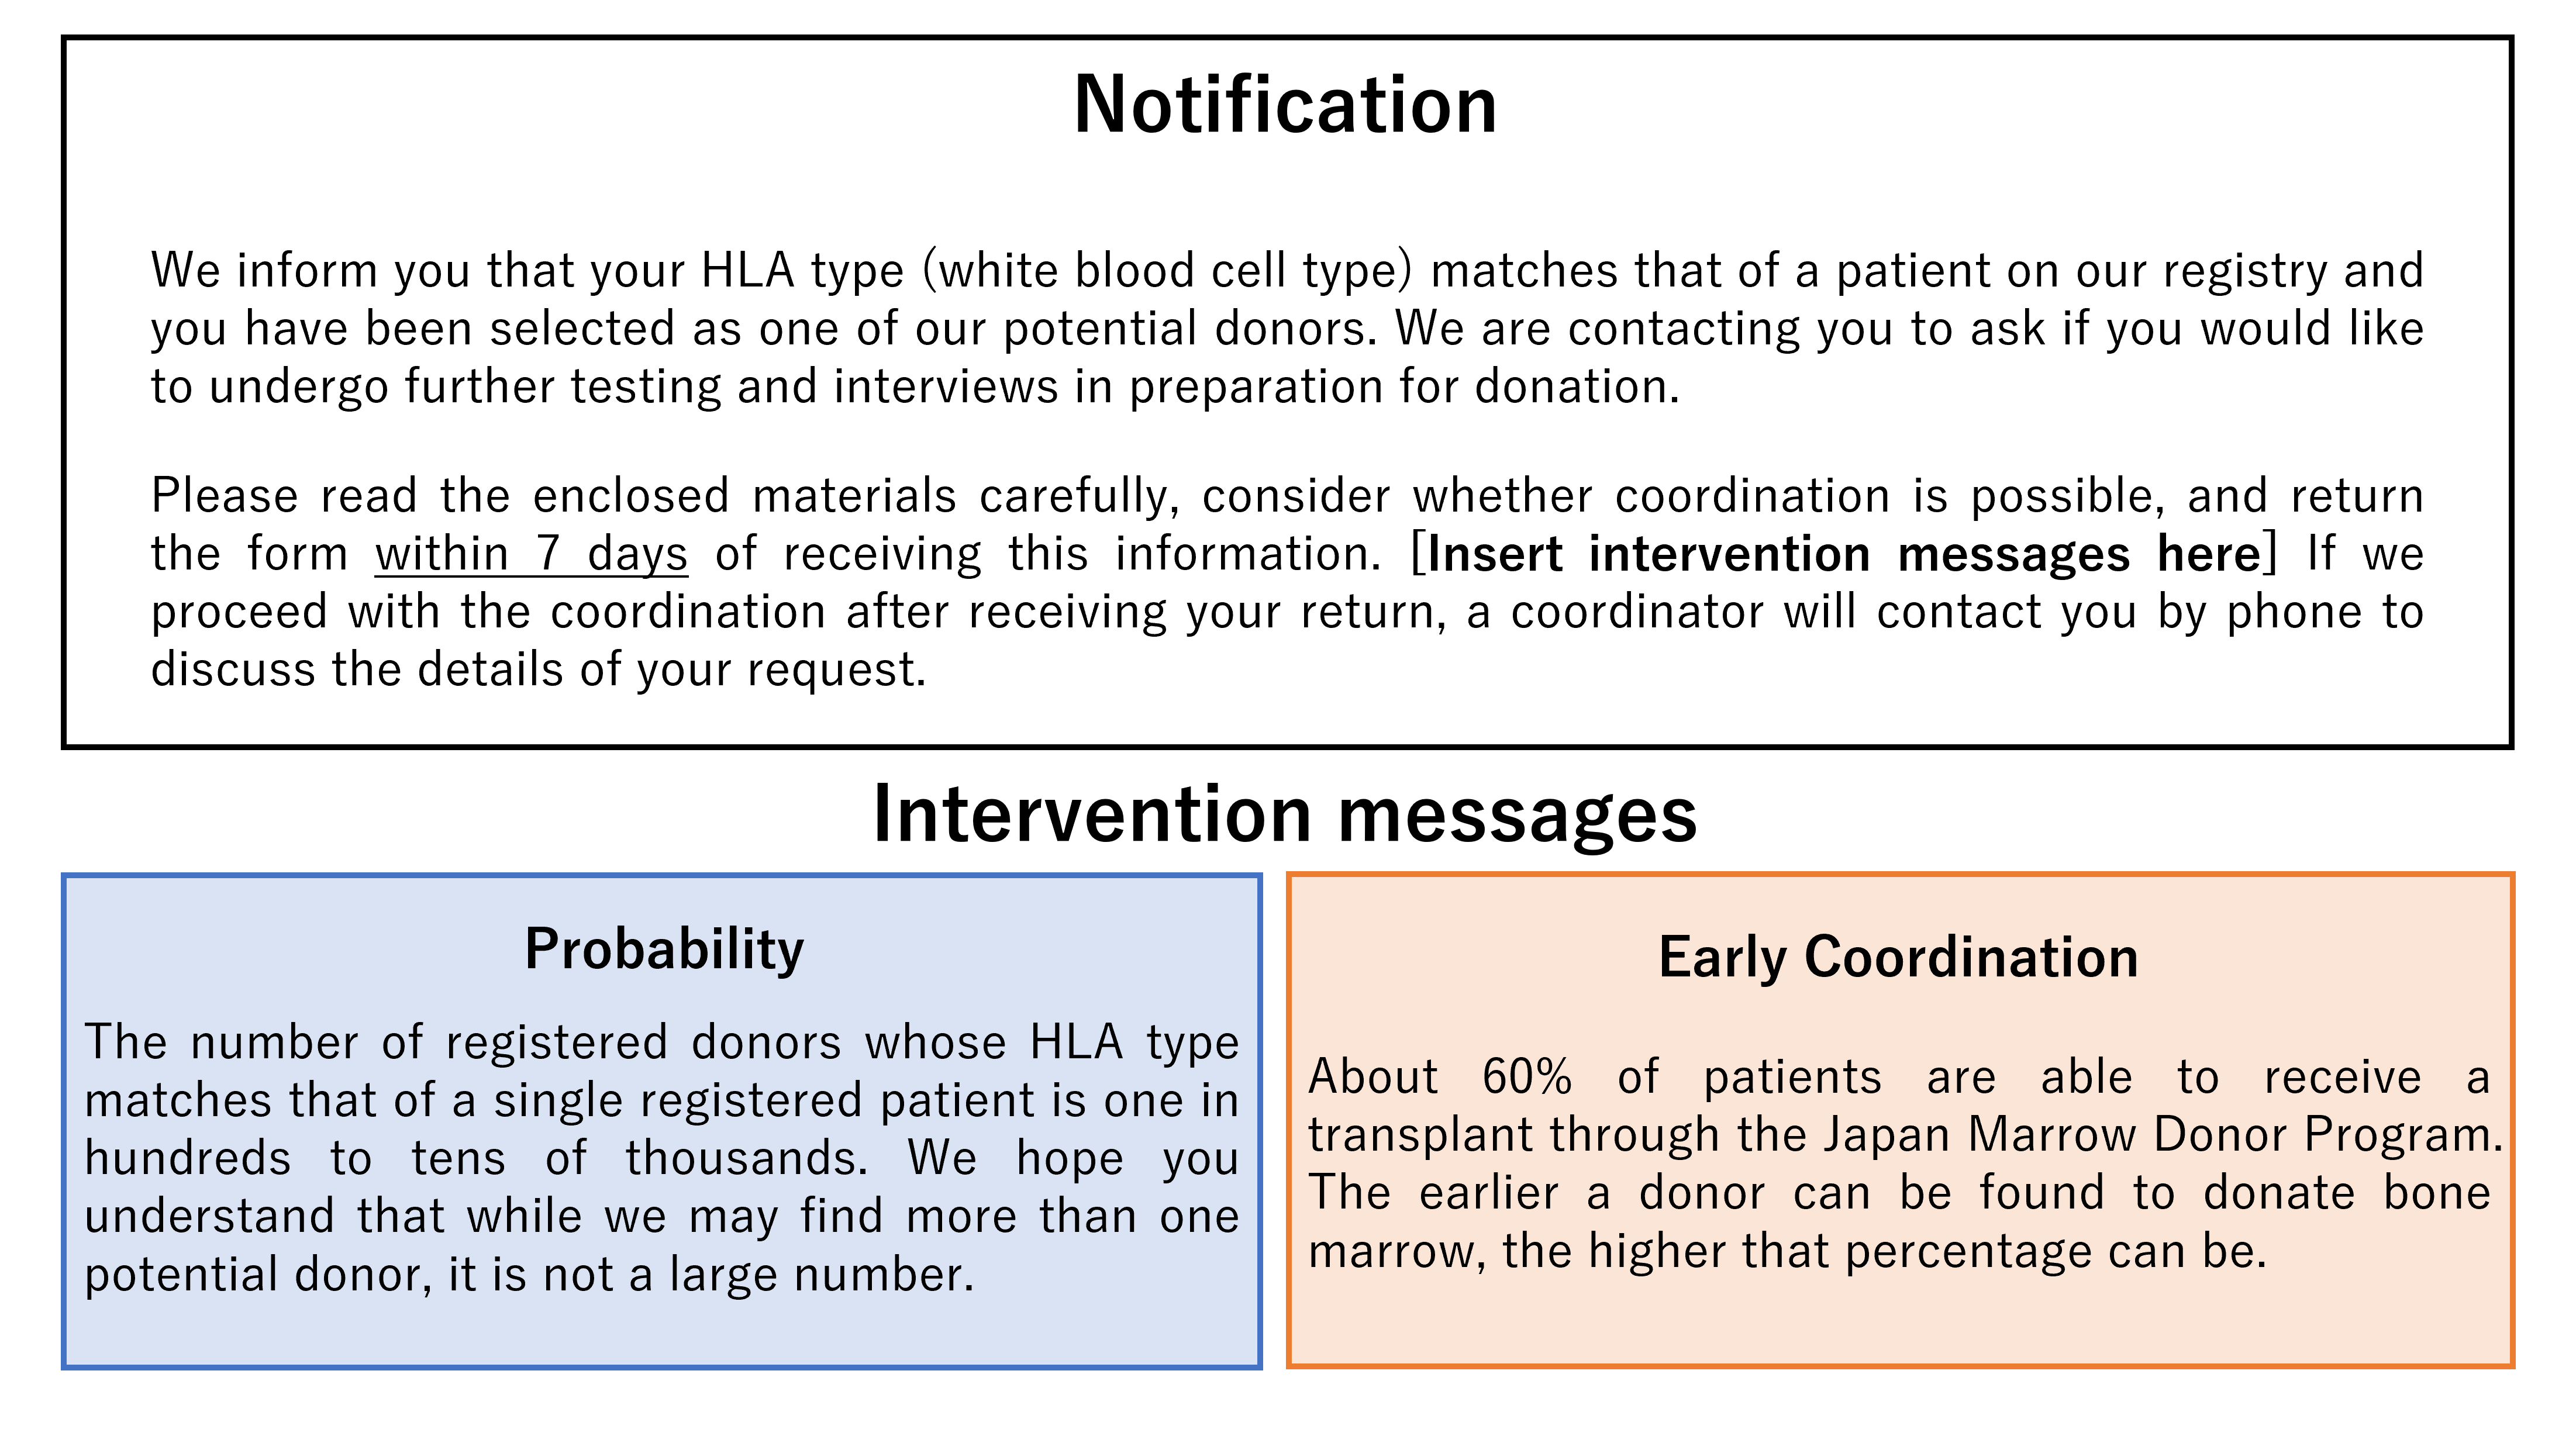 Notification
We inform you that your HLA type (white blood cell type) matches that of a patient on our registry and
you have been selected as one of our potential donors. We are contacting you to ask if you would like
to undergo further testing and interviews in preparation for donation.
Please read the enclosed materials carefully, consider whether coordination is possible, and return
the form within 7 days of receiving this information. [Insert intervention messages here] If we
proceed with the coordination after receiving your return, a coordinator will contact you by phone to
discuss the details of your request.
Intervention messages
Probability
The number of registered donors whose HLA type
matches that of a single registered patient is one in
hundreds to tens of thousands. We hope you
understand that while we may find more than one
potential donor, it is not a large number.
Early Coordination
About 60% of patients are able to receive a
transplant through the Japan Marrow Donor Program.
The earlier a donor can be found to donate bone
marrow, the higher that percentage can be.